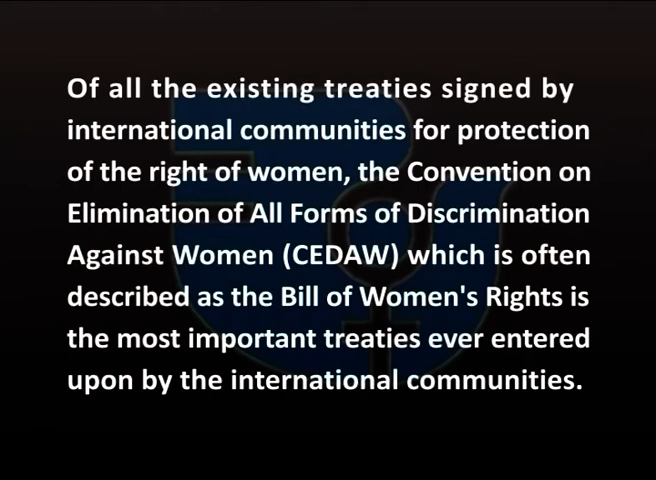 Of all the existing treaties signed by
international communities for protection
of the right of women, the Convention on
Elimination of All Forms of Discrimination
Against Women (CEDAW) which is often
described as the Bill of Women's Rights is
the most important treaties ever entered
upon by the international communities.